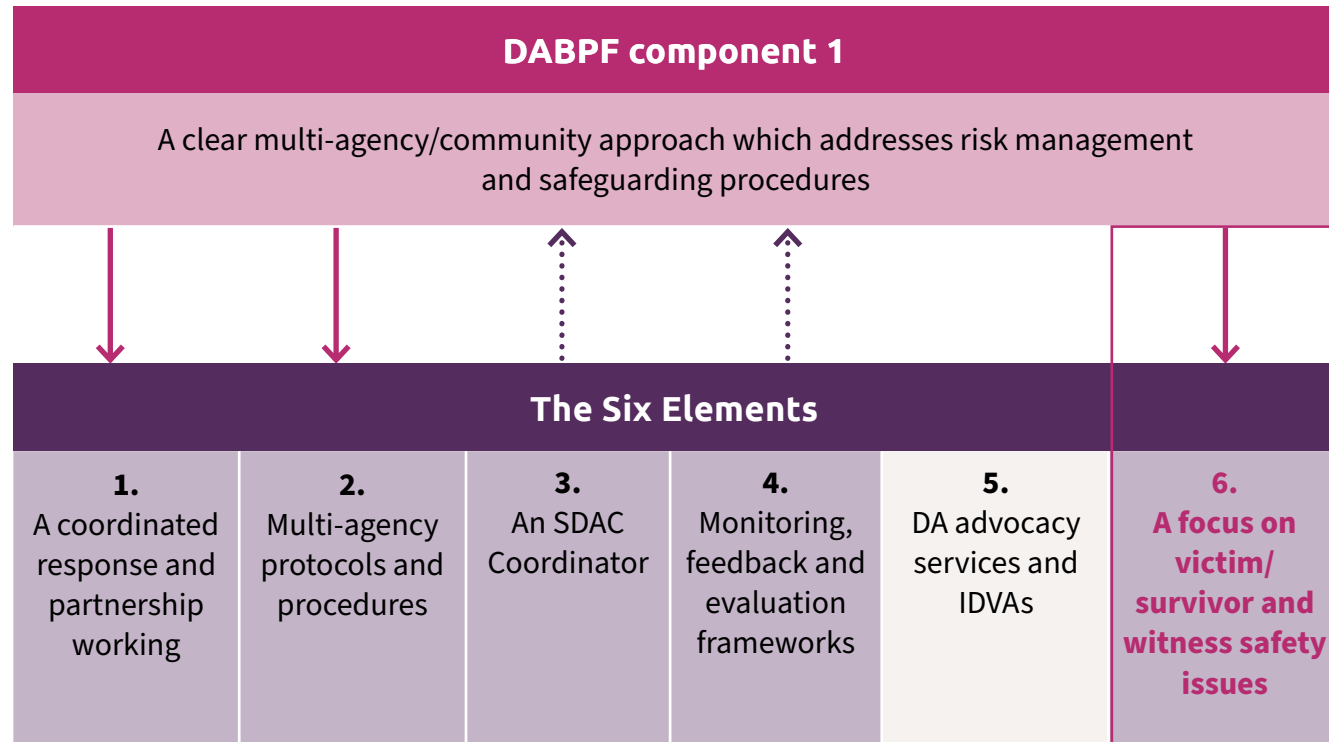 DABPF component 1
A clear multi-agency/community approach which addresses risk management
and safeguarding procedures
The Six Elements
1.
A coordinated
response and
partnership
working
2.
Multi-agency
protocols and
procedures
3.
An SDAC
Coordinator
4.
Monitoring,
feedback and
evaluation
frameworks
5.
DA advocacy
services and
IDVAs
6.
A focus on
victim/
survivor and
witness safety
issues